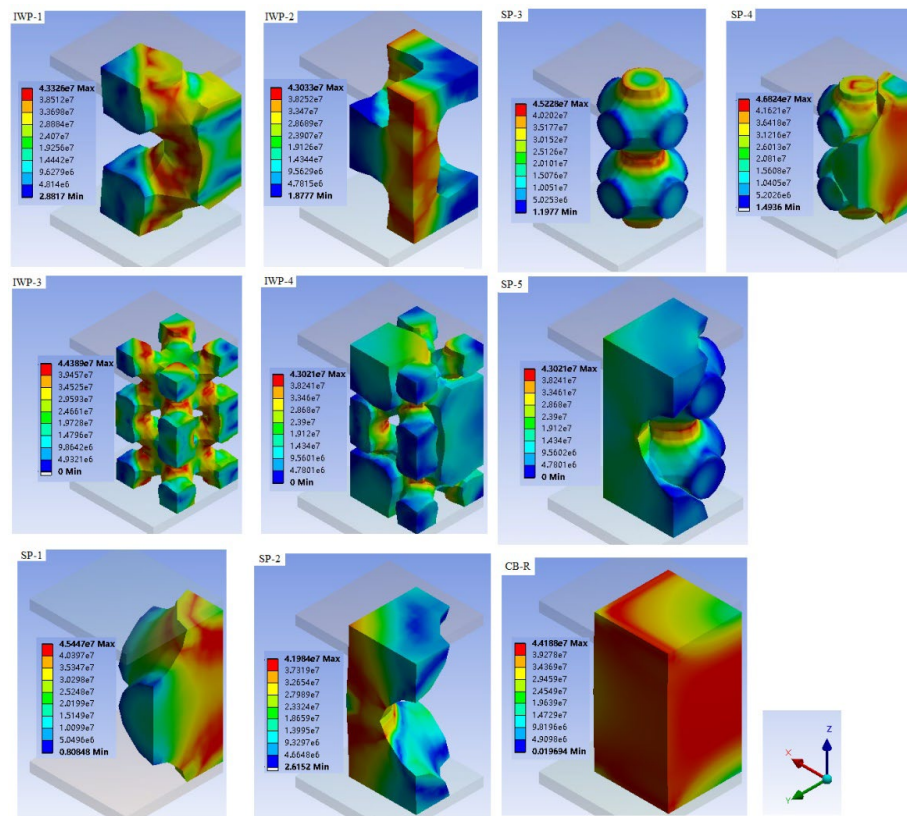 IWP-1
4.3326e7 Max
3.8512e7
3.3698e7
2.8884e7
2.407e7
1.9256e7
1.4442e7
9.6279e6
4.814e6
2.8817 Min
IWP-2
4.3033e7 Max
3.8252e7
3.347e7
2.8689e7
2.3907e7
1.9126e7
1.4344e7
9.5629e6
4.7815e6
1.8777 Min
SP-3
4.5228e7 Max
4.0202e7
3.5177e7
3.0152e7
2.5126e7
2.0101e7
1.5076e7
1.0051e7
5.0253e6
1.1977 Min
SP-4
4.6824e7 Max
4.1621e7
3.6418e7
3.1216e7
2.6013e7
2.081e7
1.5608e7
1.0405e7
5.2026e6
1.4936 Min
IWP-3
4.4389e7 Max
3.9457e7
3.4525e7
2.9593e7
2.4661e7
1.9728e7
1.4796e7
9.8642e6
4.9321e6
0 Min
IWP-4
4.3021e7 Max
3.8241e7
3.346e7
2.868e7
2.39e7
1.912e7
1.434e7
9.5601e6
4.7801e6
0 Min
SP-5
4.3021e7 Max
3.8241e7
3.3461e7
2.868e7
2.39e7
1.912e7
1.434e7
9.5602e6
4.7801e6
0 Min
SP-1
4.5447e7 Max
4.0397e7
3.5347e7
3.0298e7
2.5248e7
2.0199e7
1.5149e7
1.0099e7
5.0496e6
0.80848 Min
SP-2
4.1984e7 Max
3.7319e7
3.2654e7
2.7989e7
2.3324e7
1.8659e7
1.3995e7
9.3297e6
4.6648e6
2.6152 Min
CB-R
4.4188e7 Max
3.9278e7
3.4369e7
2.9459e7
2.4549e7
1.9639e7
1.4729e7
9.8196e6
4.9098e6
0.019694 Min
Z
X
Y